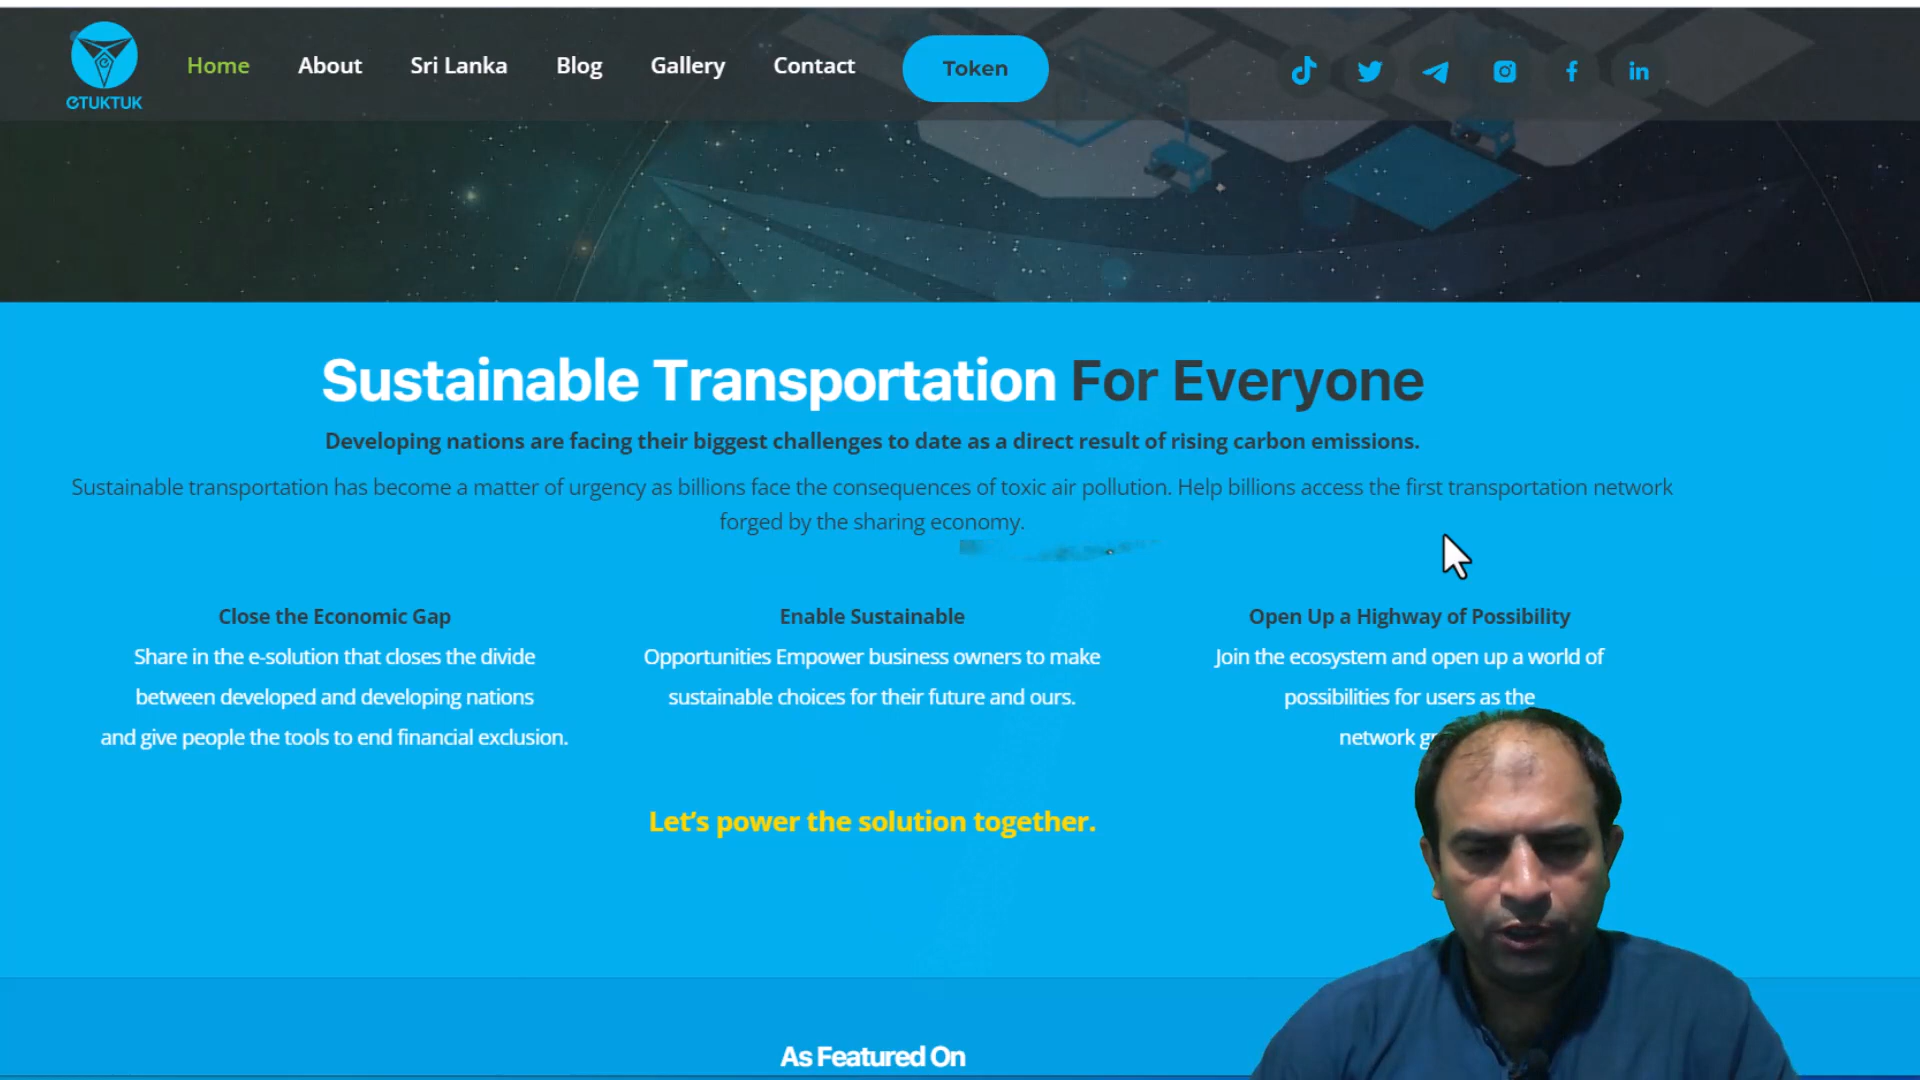 eTUKTUK
Home About Sri Lanka Blog Gallery Contact Token
Sustainable Transportation For Everyone
Developing nations are facing their biggest challenges to date as a direct result of rising carbon emissions.
Sustainable transportation has become a matter of urgency as billions face the consequences of toxic air pollution. Help billions access the first transportation network
forged by the sharing economy.
Close the Economic Gap
Share in the e-solution that closes the divide
between developed and developing nations
and give people the tools to end financial exclusion.
Enable Sustainable
Opportunities Empower business owners to make
sustainable choices for their future and ours.
Open Up a Highway of Possibility
Join the ecosystem and open up a world of
possibilities for users as the
network
Let's power the solution together.
As Featured On